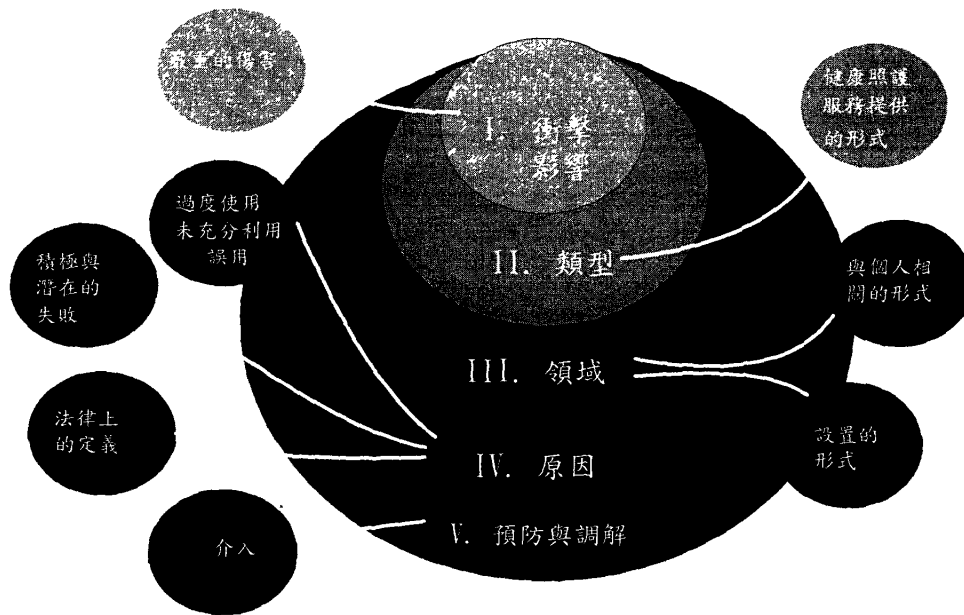 嚴重的傷害
健康照護
服務提供
的形式
I. 衝擊
影響
過度使用
未充分利用
誤用
II. 類型
積極與
潛在的
失敗
與個人相
關的形式
III. 領域
法律上
的定義
設置的
形式
IV. 原因
V. 預防與調解
介入